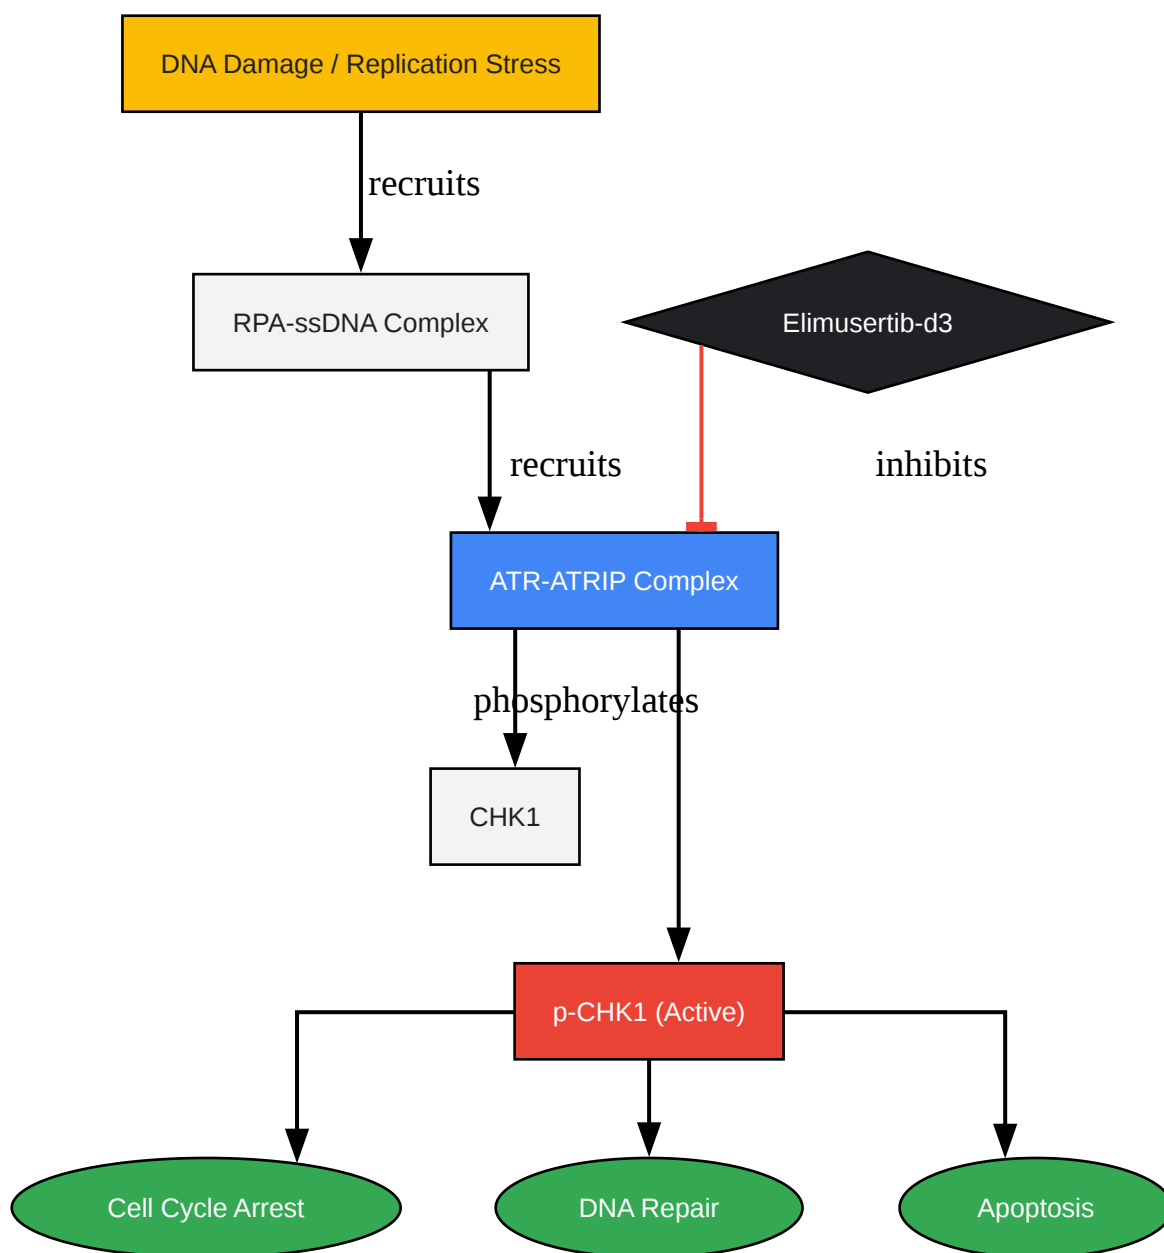 DNA Damage / Replication Stress
recruits
RPA-ssDNA Complex
Elimusertib-d3
recruits
inhibits
ATR-ATRIP Complex
phosphorylates
CHK1
p-CHK1 (Active)
Cell Cycle Arrest
DNA Repair
Apoptosis